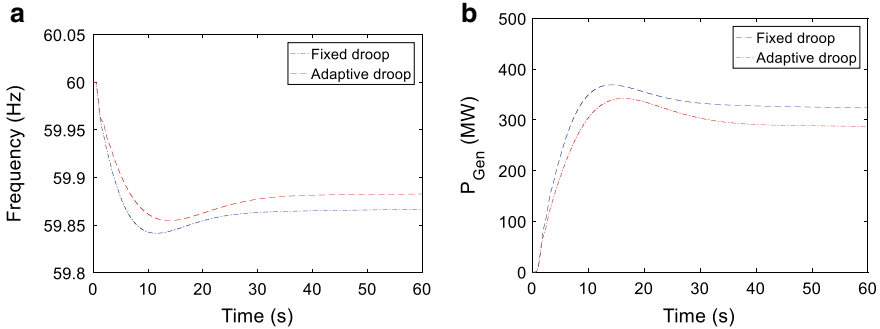 a
60.05
60
59.95
59.9
59.85
59.8
Frequency (Hz)
Fixed droop
Adaptive droop
0 10 20 30 40 50 60
Time (s)
b
500
400
300
200
100
0
P_Gen (MW)
Fixed droop
Adaptive droop
0 10 20 30 40 50 60
Time (s)